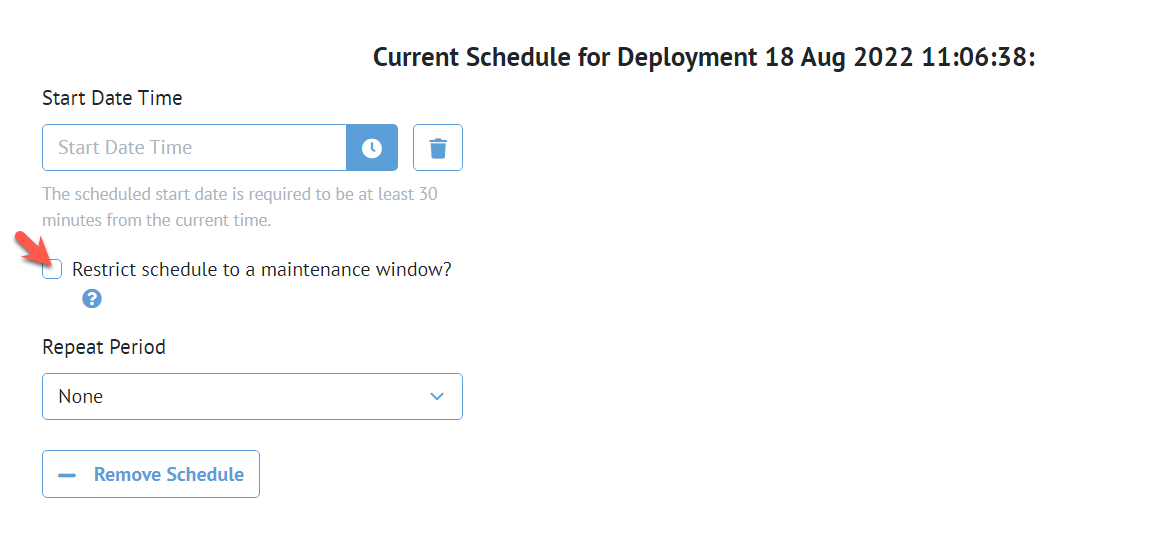 Current Schedule for Deployment 18 Aug 2022 11:06:38:
Start Date Time
Start Date Time
The scheduled start date is required to be at least 30
minutes from the current time.
Restrict schedule to a maintenance window?
?
Repeat Period
None
Remove Schedule